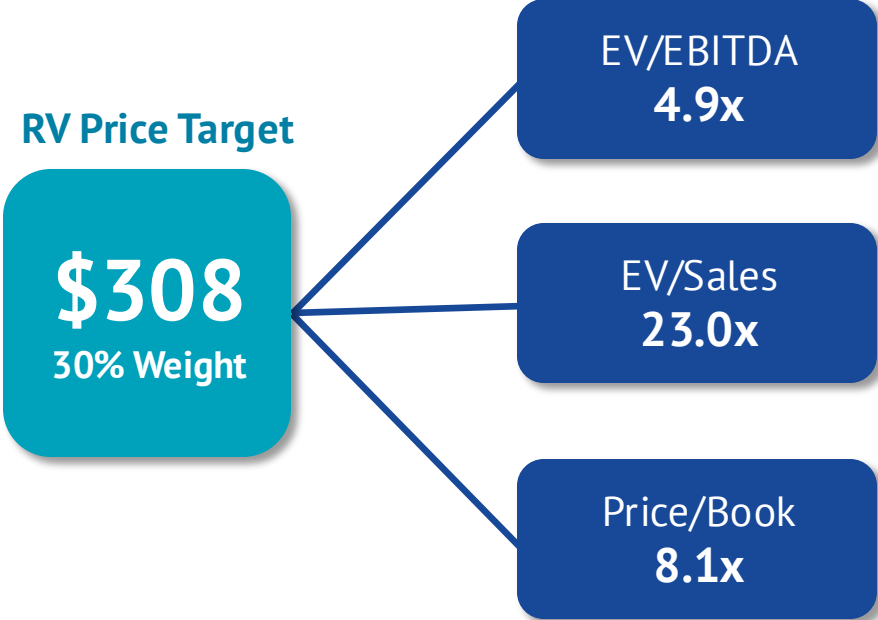 RV Price Target
$308
30% Weight
EV/EBITDA
4.9x
EV/Sales
23.0x
Price/Book
8.1x